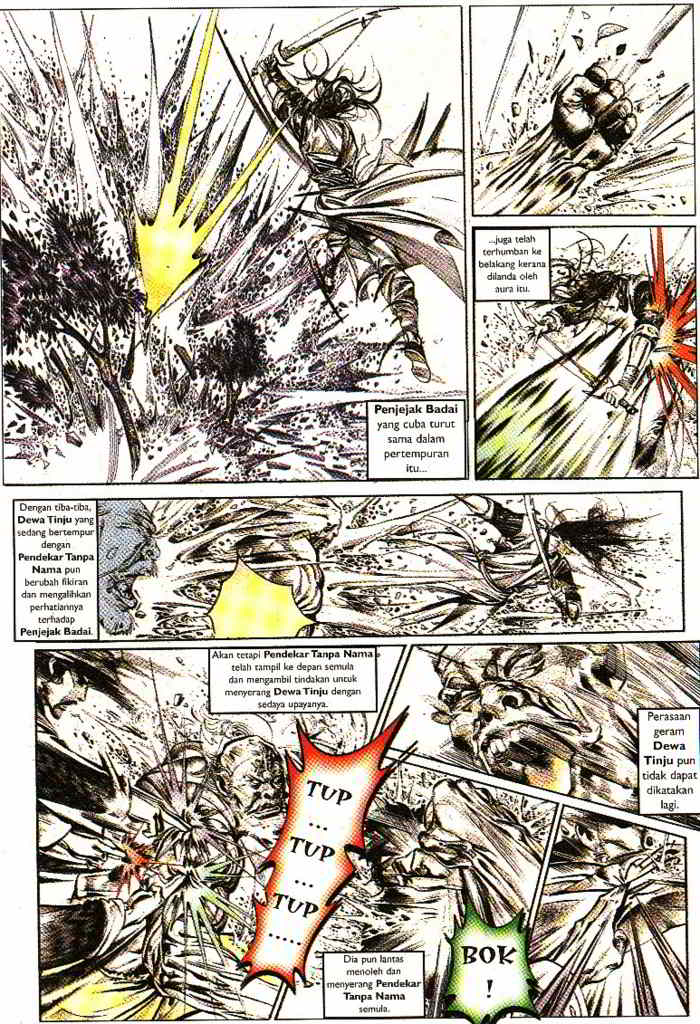 Penjejak Badai
yang cuba turut
sama dalam
pertempuran
itu...
...juga telah
terhumban ke
belakang kerana
dilanda oleh
aura itu.
Dengan tiba-tiba,
Dewa Tinju yang
sedang bertempur
dengan
Pendekar Tanpa
Nama pun
berubah fikiran
dan mengalihkan
perhatiannya
terhadap
Penjejak Badai.
Akan tetapi Pendekar Tanpa Nama
telah tampil ke depan semula
dan mengambil tindakan untuk
menyerang Dewa Tinju dengan
sedaya upayanya.
Perasaan
geram
Dewa
Tinju pun
tidak dapat
dikatakan
lagi.
TUP
...
TUP
...
TUP
.....
Dia pun lantas
menoleh dan
menyerang Pendekar
Tanpa Nama
semula.
BOK
!